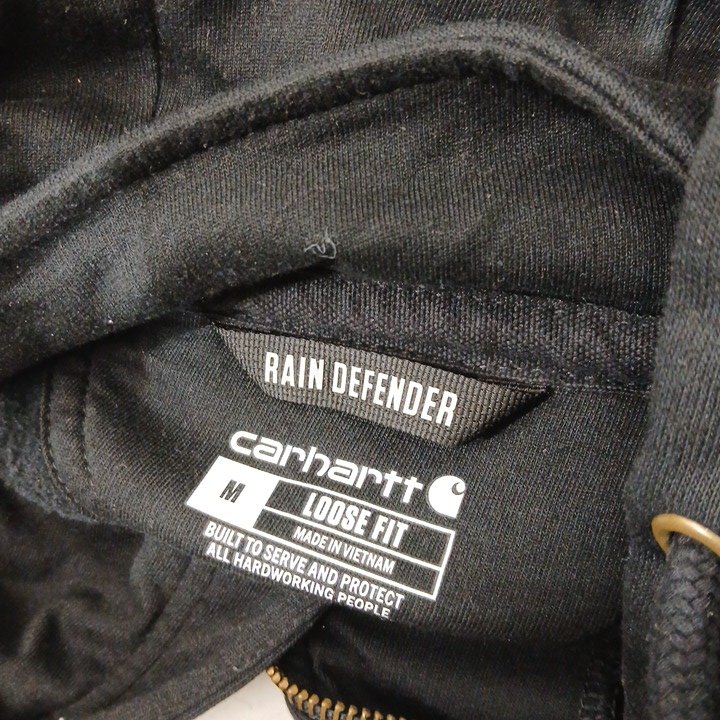 RAIN DEFENDER
carhartt
M
LOOSE FIT
MADE IN VIETNAM
BUILT TO SERVE AND PROTECT
ALL HARDWORKING PEOPLE